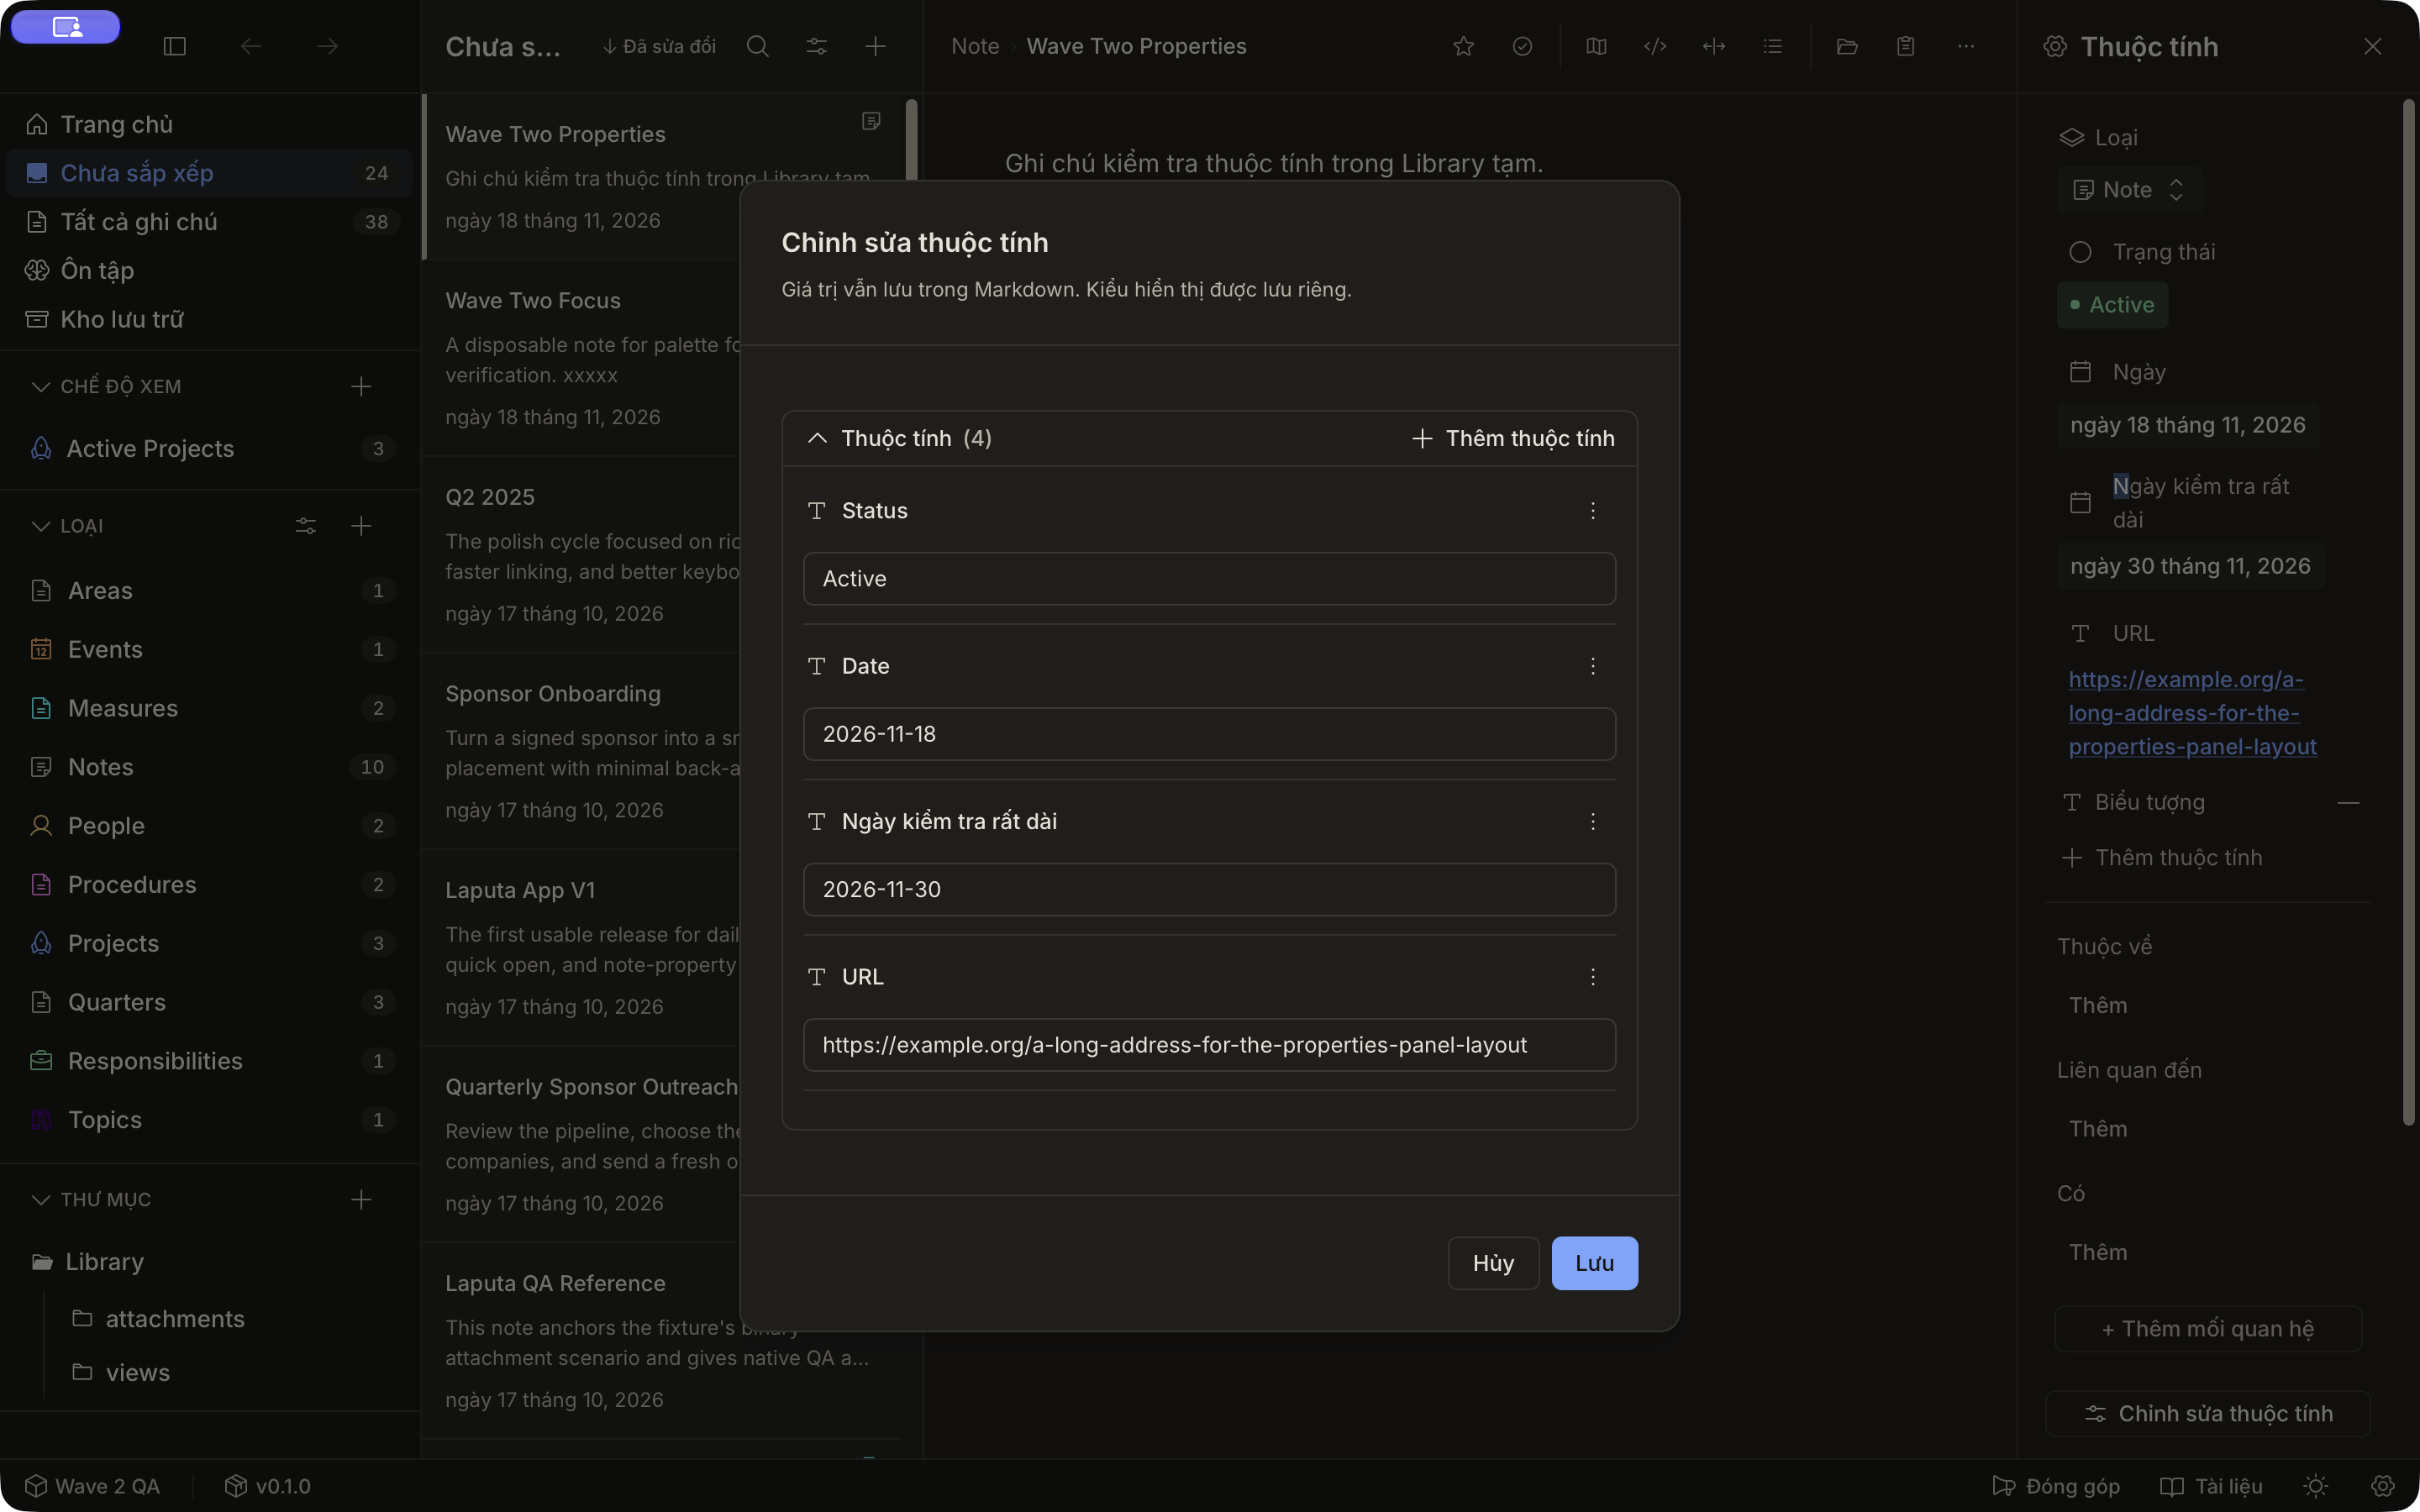 Trang chủ
Chưa sắp xếp 24
Tất cả ghi chú 38
Ôn tập
Kho lưu trữ
CHẾ ĐỘ XEM
Active Projects 3
LOẠI
Areas 1
Events 1
Measures 2
Notes 10
People 2
Procedures 2
Projects 3
Quarters 3
Responsibilities 1
Topics 1
THƯ MỤC
Library
attachments
views
Wave 2 QA
v0.1.0
Chưa s...
Đã sửa đổi
Wave Two Properties
Ghi chú kiểm tra thuộc tính trong Library tạm
ngày 18 tháng 11, 2026
Wave Two Focus
A disposable note for palette fo
verification. xxxxx
ngày 18 tháng 11, 2026
Q2 2025
The polish cycle focused on ric
faster linking, and better keybo
ngày 17 tháng 10, 2026
Sponsor Onboarding
Turn a signed sponsor into a sm
placement with minimal back-a
ngày 17 tháng 10, 2026
Laputa App V1
The first usable release for dail
quick open, and note-property
ngày 17 tháng 10, 2026
Quarterly Sponsor Outreach
Review the pipeline, choose the
companies, and send a fresh o
ngày 17 tháng 10, 2026
Laputa QA Reference
This note anchors the fixture's binary
attachment scenario and gives native QA a...
ngày 17 tháng 10, 2026
Note › Wave Two Properties
Ghi chú kiểm tra thuộc tính trong Library tạm.
Chỉnh sửa thuộc tính
Giá trị vẫn lưu trong Markdown. Kiểu hiển thị được lưu riêng.
Thuộc tính (4)
Thêm thuộc tính
Status
Active
Date
2026-11-18
Ngày kiểm tra rất dài
2026-11-30
URL
https://example.org/a-long-address-for-the-properties-panel-layout
Hủy
Lưu
Thuộc tính
Loại
Note
Trạng thái
Active
Ngày
ngày 18 tháng 11, 2026
Ngày kiểm tra rất
dài
ngày 30 tháng 11, 2026
URL
https://example.org/a-
long-address-for-the-
properties-panel-layout
Biểu tượng —
Thêm thuộc tính
Thuộc về
Thêm
Liên quan đến
Thêm
Có
Thêm
+ Thêm mối quan hệ
Chỉnh sửa thuộc tính
Đóng góp
Tài liệu